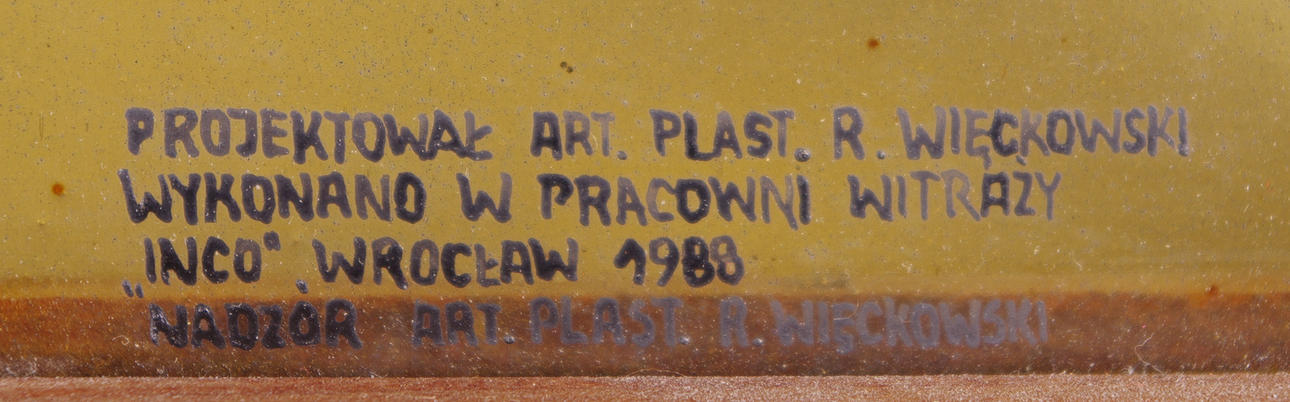 PROJEKTOWAŁ ART. PLAST. R. WIĘCKOWSKI
WYKONANO W PRACOWNI WITRAŻY
„INCO", WROCŁAW 1988
NADZÓR ART. PLAST. R. WIĘCKOWSKI